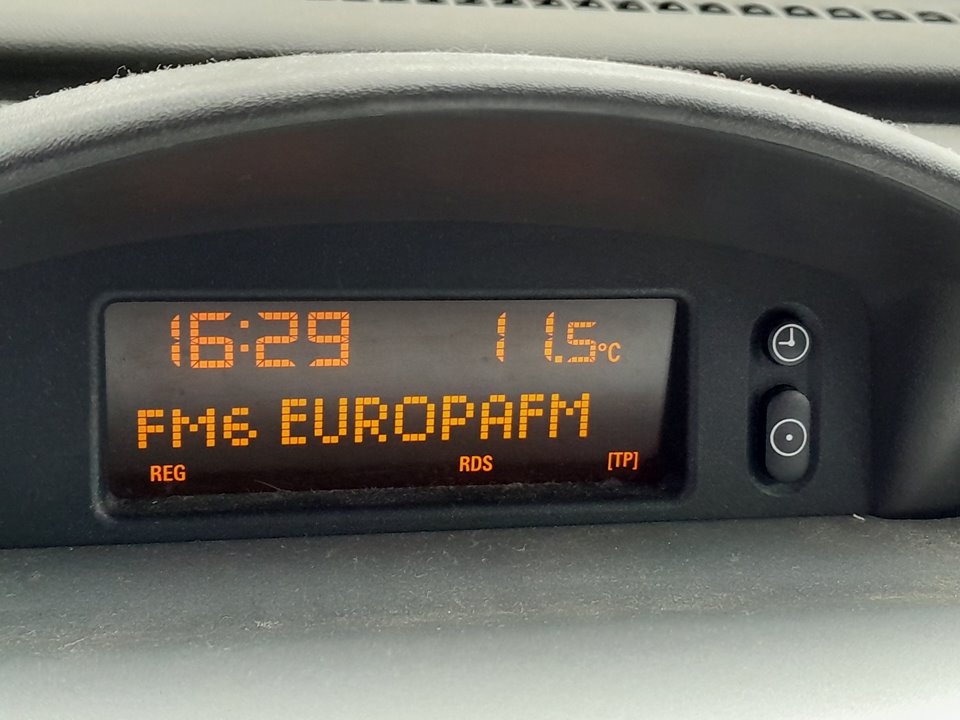 16:29 11.5°C
FM6 EUROPAFM
REG RDS [TP]